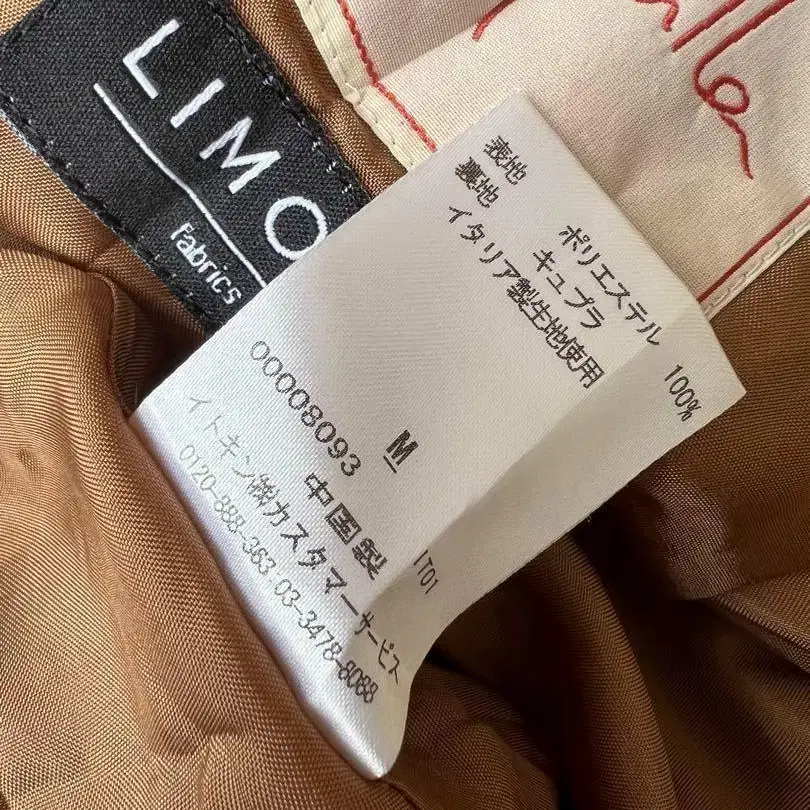 LIMO
fabrics
表地 ポリエステル 100%
裏地 キュプラ
イタリア製生地使用
00008093 M
中国製 IT01
イトキン㈱カスタマーサービス
0120-888-363.03-3478-8088